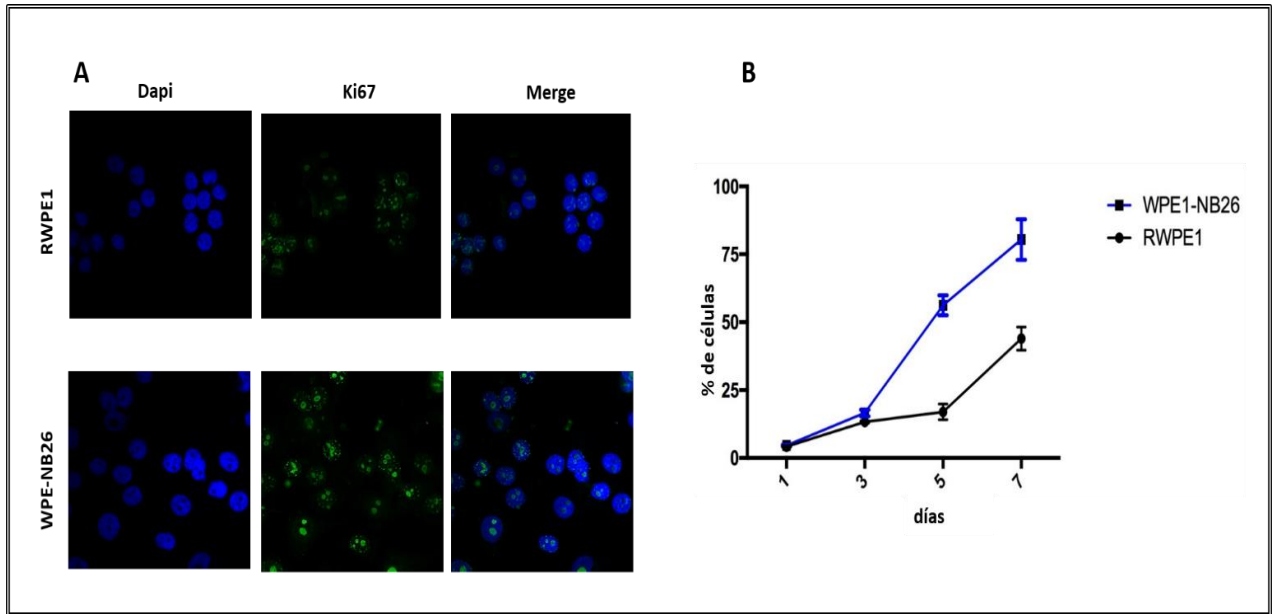 A
Dapi
Ki67
Merge
RWPE1
WPE-NB26
B
100
75
50
25
0
% de células
1
3
5
7
días
WPE1-NB26
RWPE1